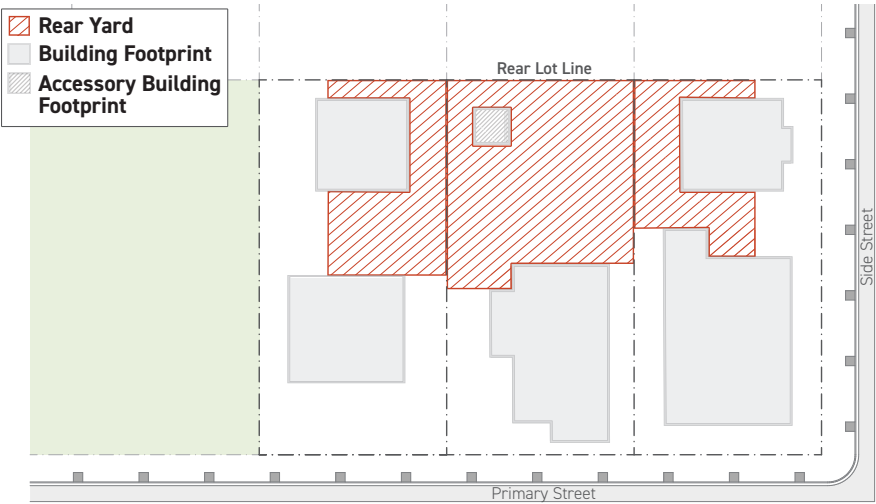 Rear Yard
Building Footprint
Accessory Building
Footprint
Rear Lot Line
Side Street
Primary Street